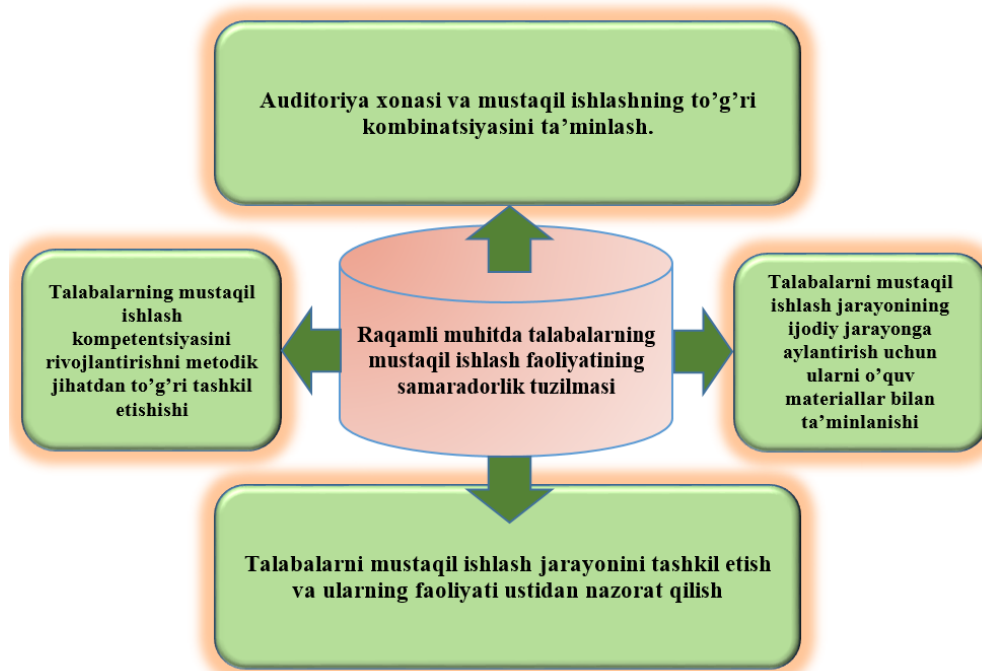 Auditoriya xonasi va mustaqil ishlashning to’g’ri
kombinatsiyasini ta’minlash.
Talabalarning mustaqil
ishlash
kompetentsiyasini
rivojlantirishni metodik
jihatdan to’g’ri tashkil
etishishi
Raqamli muhitda talabalarning
mustaqil ishlash faoliyatining
samaradorlik tuzilmasi
Talabalarni mustaqil
ishlash jarayonining
ijodiy jarayonga
aylantirish uchun
ularni o’quv
materiallar bilan
ta’minlanishi
Talabalarni mustaqil ishlash jarayonini tashkil etish
va ularning faoliyati ustidan nazorat qilish